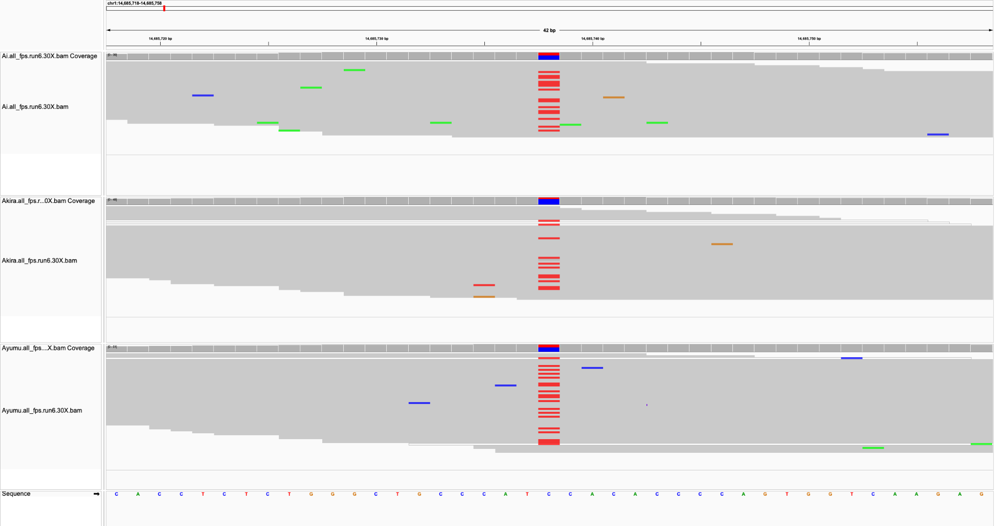 chr1:14,685,718-14,685,758
42 bp
14,685,720 bp 14,685,730 bp 14,685,740 bp 14,685,750 bp
Ai.all_fps.run6.30X.bam Coverage [0 - 39]
Ai.all_fps.run6.30X.bam
Akira.all_fps.r...0X.bam Coverage [0 - 48]
Akira.all_fps.run6.30X.bam
Ayumu.all_fps....X.bam Coverage [0 - 51]
Ayumu.all_fps.run6.30X.bam
Sequence C A C C T C T C T G G G C T G C C C A T C C A C A C C C C A G T G G T C A A G A G